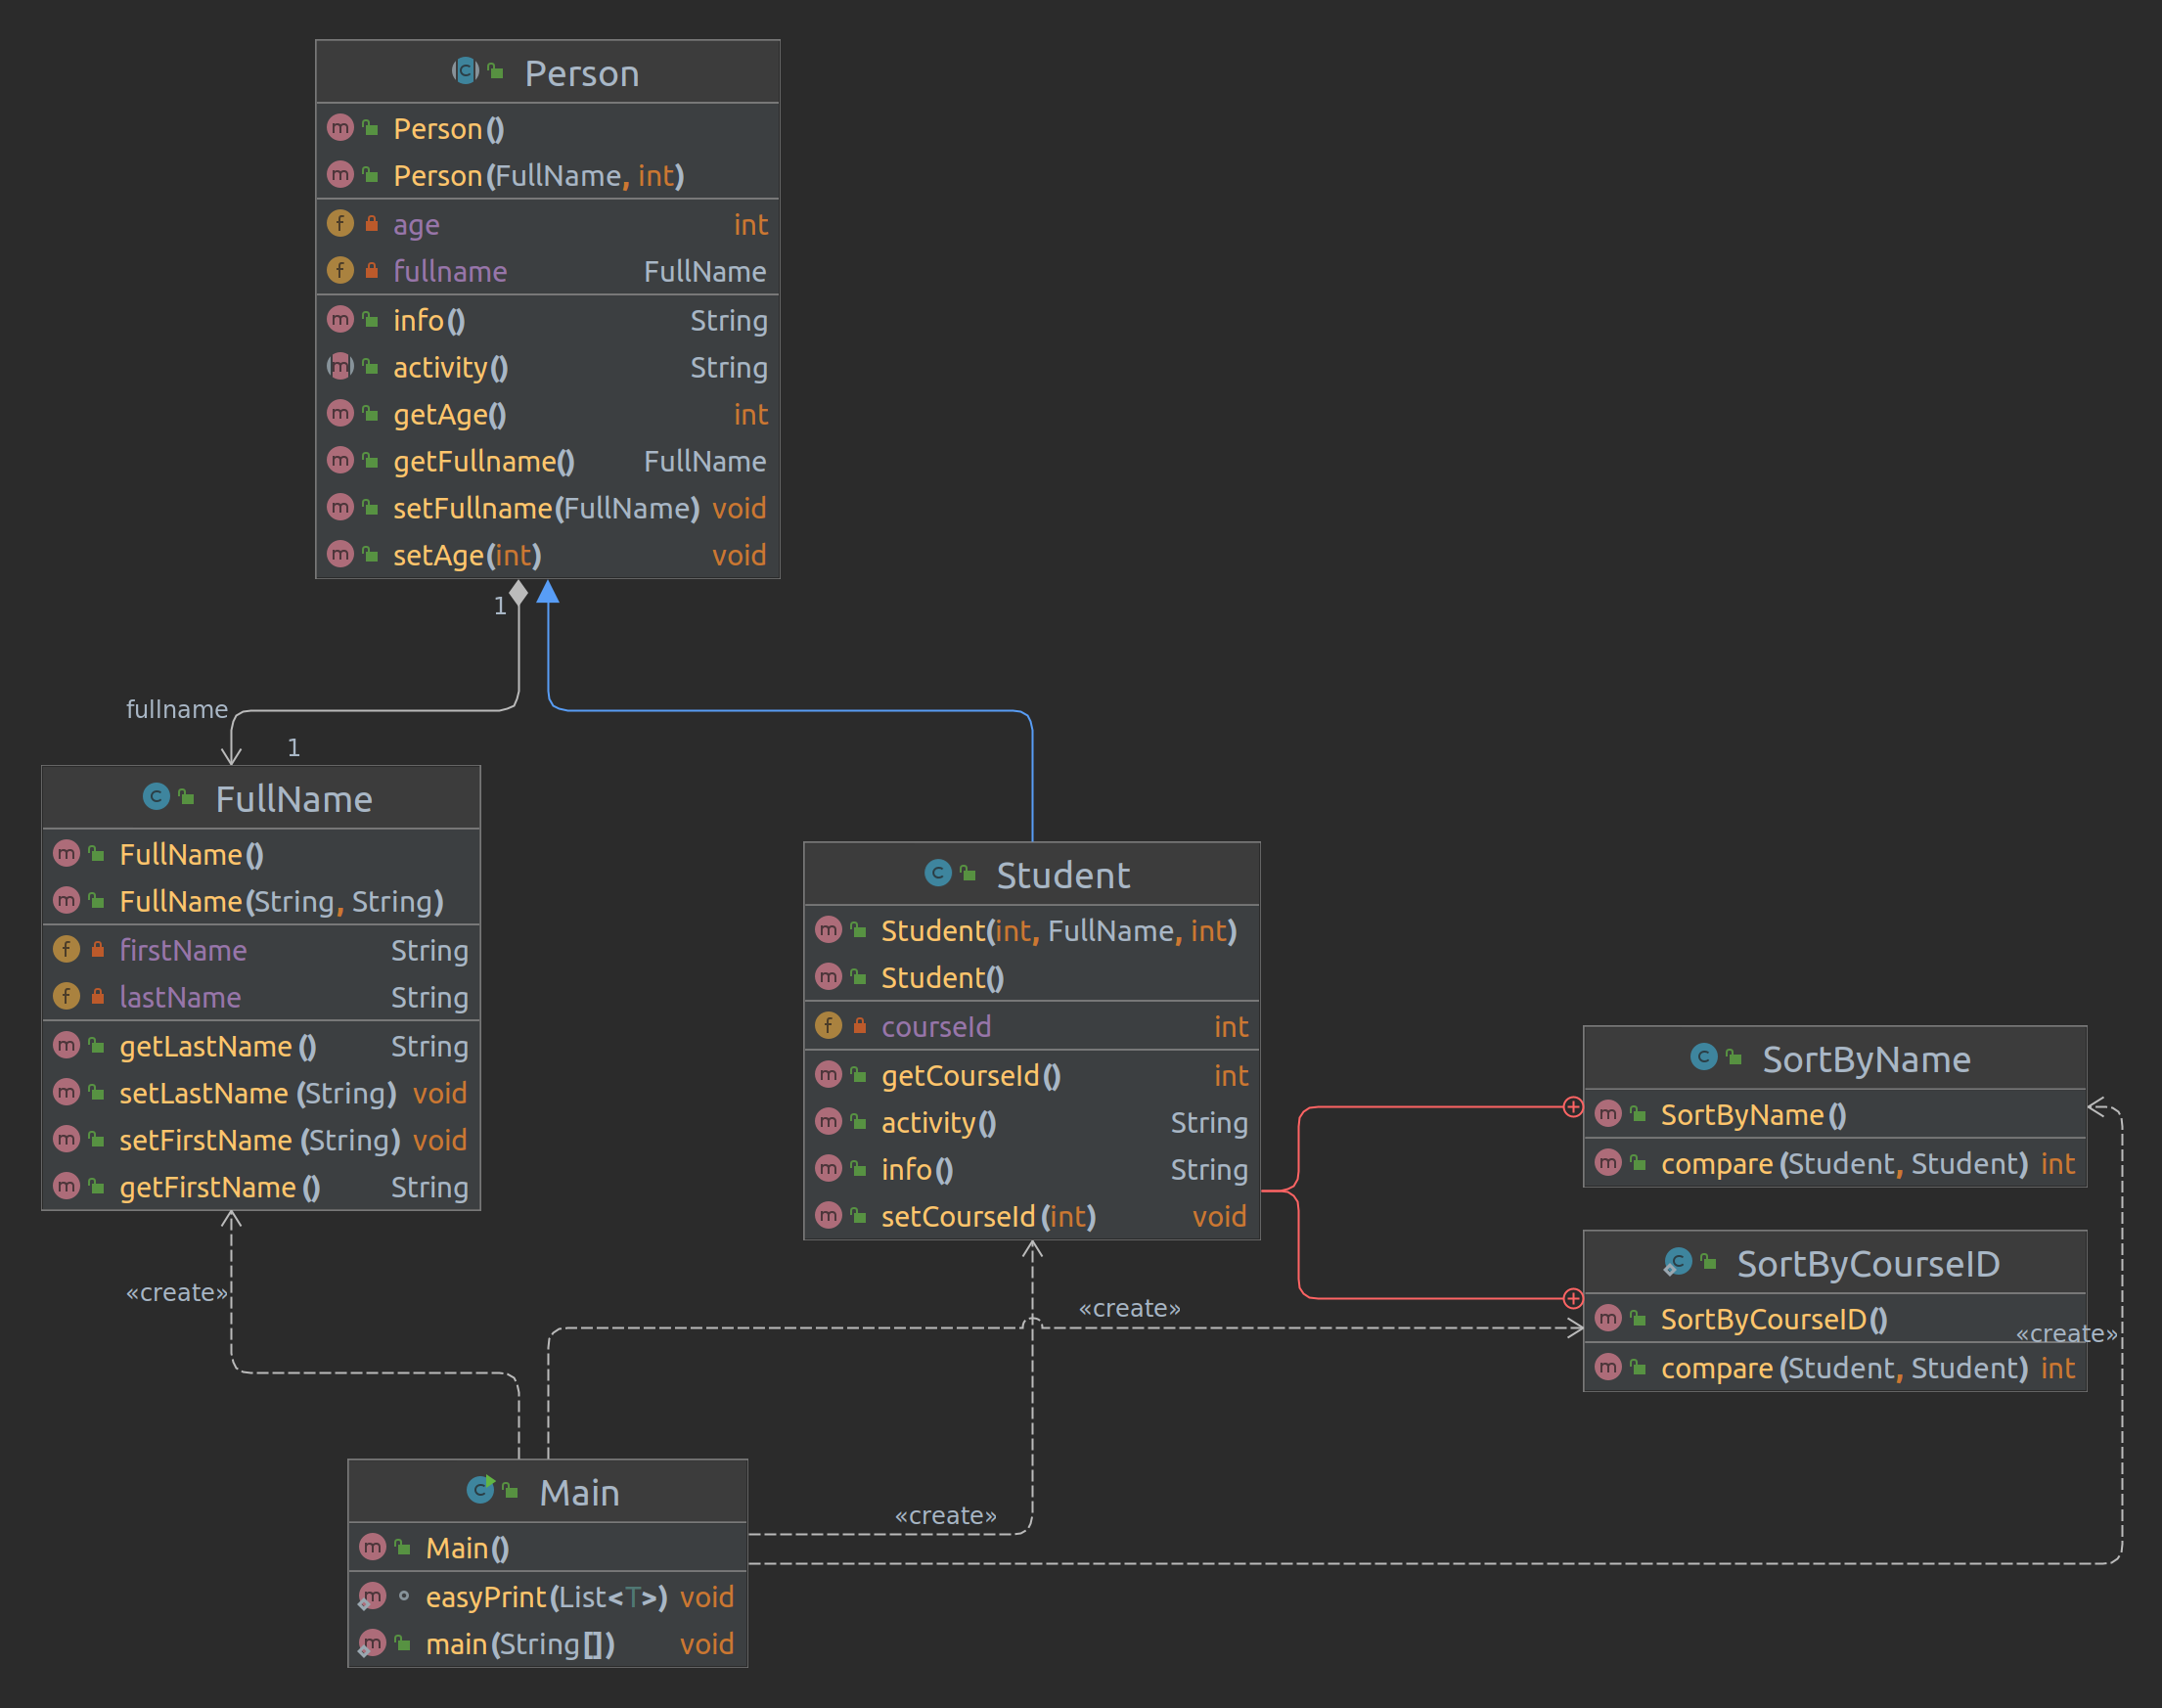 Person
Person()
Person(FullName, int)
age int
fullname FullName
info() String
activity() String
getAge() int
getFullname() FullName
setFullname(FullName) void
setAge(int) void
1
fullname
1
FullName
FullName()
FullName(String, String)
firstName String
lastName String
getLastName() String
setLastName(String) void
setFirstName(String) void
getFirstName() String
Student
Student(int, FullName, int)
Student()
courseId int
getCourseId() int
activity() String
info() String
setCourseId(int) void
SortByName
SortByName()
compare(Student, Student) int
SortByCourseID
SortByCourseID()
compare(Student, Student) int
«create»
«create»
«create»
«create»
Main
Main()
easyPrint(List<T>) void
main(String[]) void